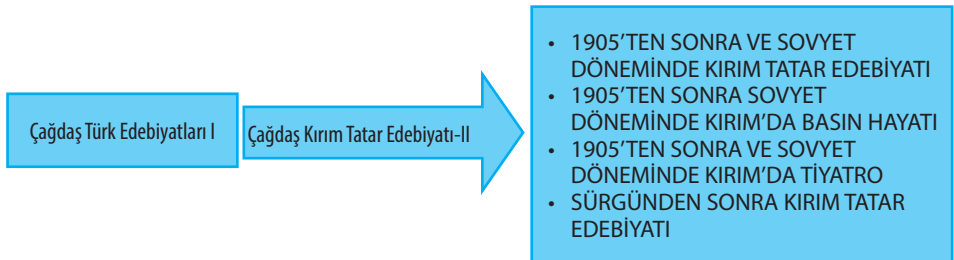 Çağdaş Türk Edebiyatları I
Çağdaş Kırım Tatar Edebiyatı-II
• 1905’TEN SONRA VE SOVYET
DÖNEMİNDE KIRIM TATAR EDEBİYATI
• 1905’TEN SONRA SOVYET
DÖNEMİNDE KIRIM’DA BASIN HAYATI
• 1905’TEN SONRA VE SOVYET
DÖNEMİNDE KIRIM’DA TİYATRO
• SÜRGÜNDEN SONRA KIRIM TATAR
EDEBİYATI